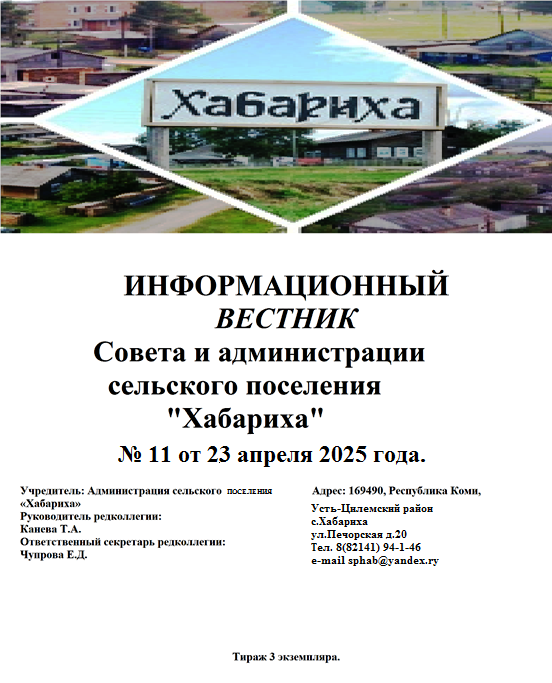 Хабариха
ИНФОРМАЦИОННЫЙ
ВЕСТНИК
Совета и администрации
сельского поселения
"Хабариха"
№ 11 от 23 апреля 2025 года.
Учредитель: Администрация сельского поселения
«Хабариха»
Руководитель редколлегии:
Канева Т.А.
Ответственный секретарь редколлегии:
Чупрова Е.Д.
Адрес: 169490, Республика Коми,
Усть-Цилемский район
с.Хабариха
ул.Печорская д.20
Тел. 8(82141) 94-1-46
e-mail sphab@yandex.ry
Тираж 3 экземпляра.